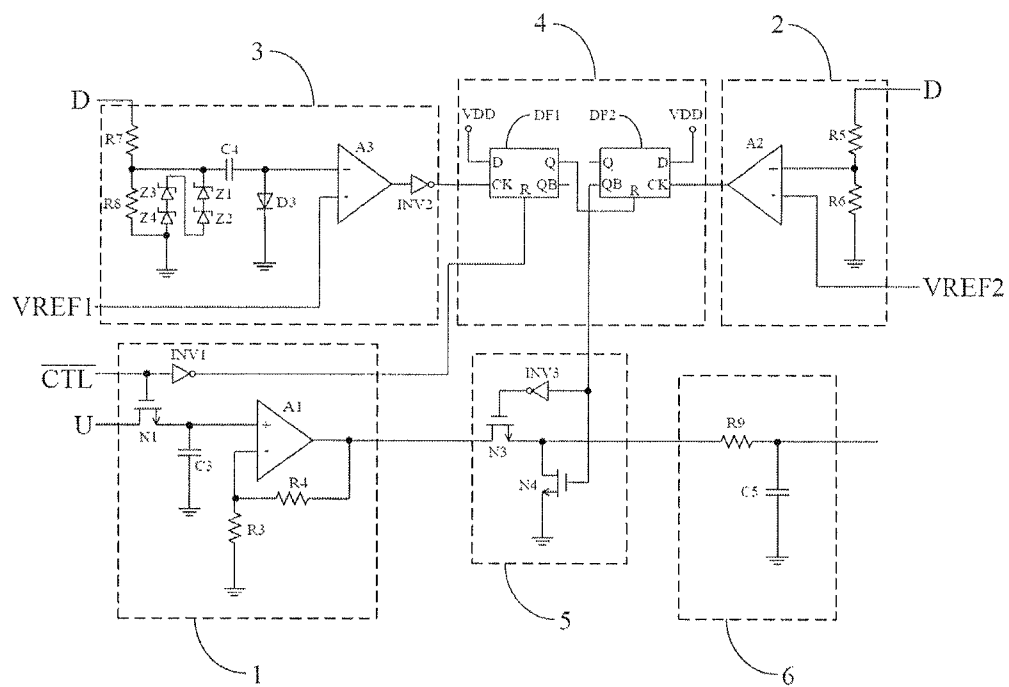 3
4
2
D
D
VDD
DF1
DF2
VDD
R7
C4
A3
A2
R5
D
Q
Q
D
Z3
Z1
CK
QB
QB
CK
R8
Z4
Z2
D3
INV2
R
R
R6
VREF1
VREF2
CTL
INV1
INV3
U
N1
A1
N3
R9
C3
R4
N4
C5
R3
1
5
6